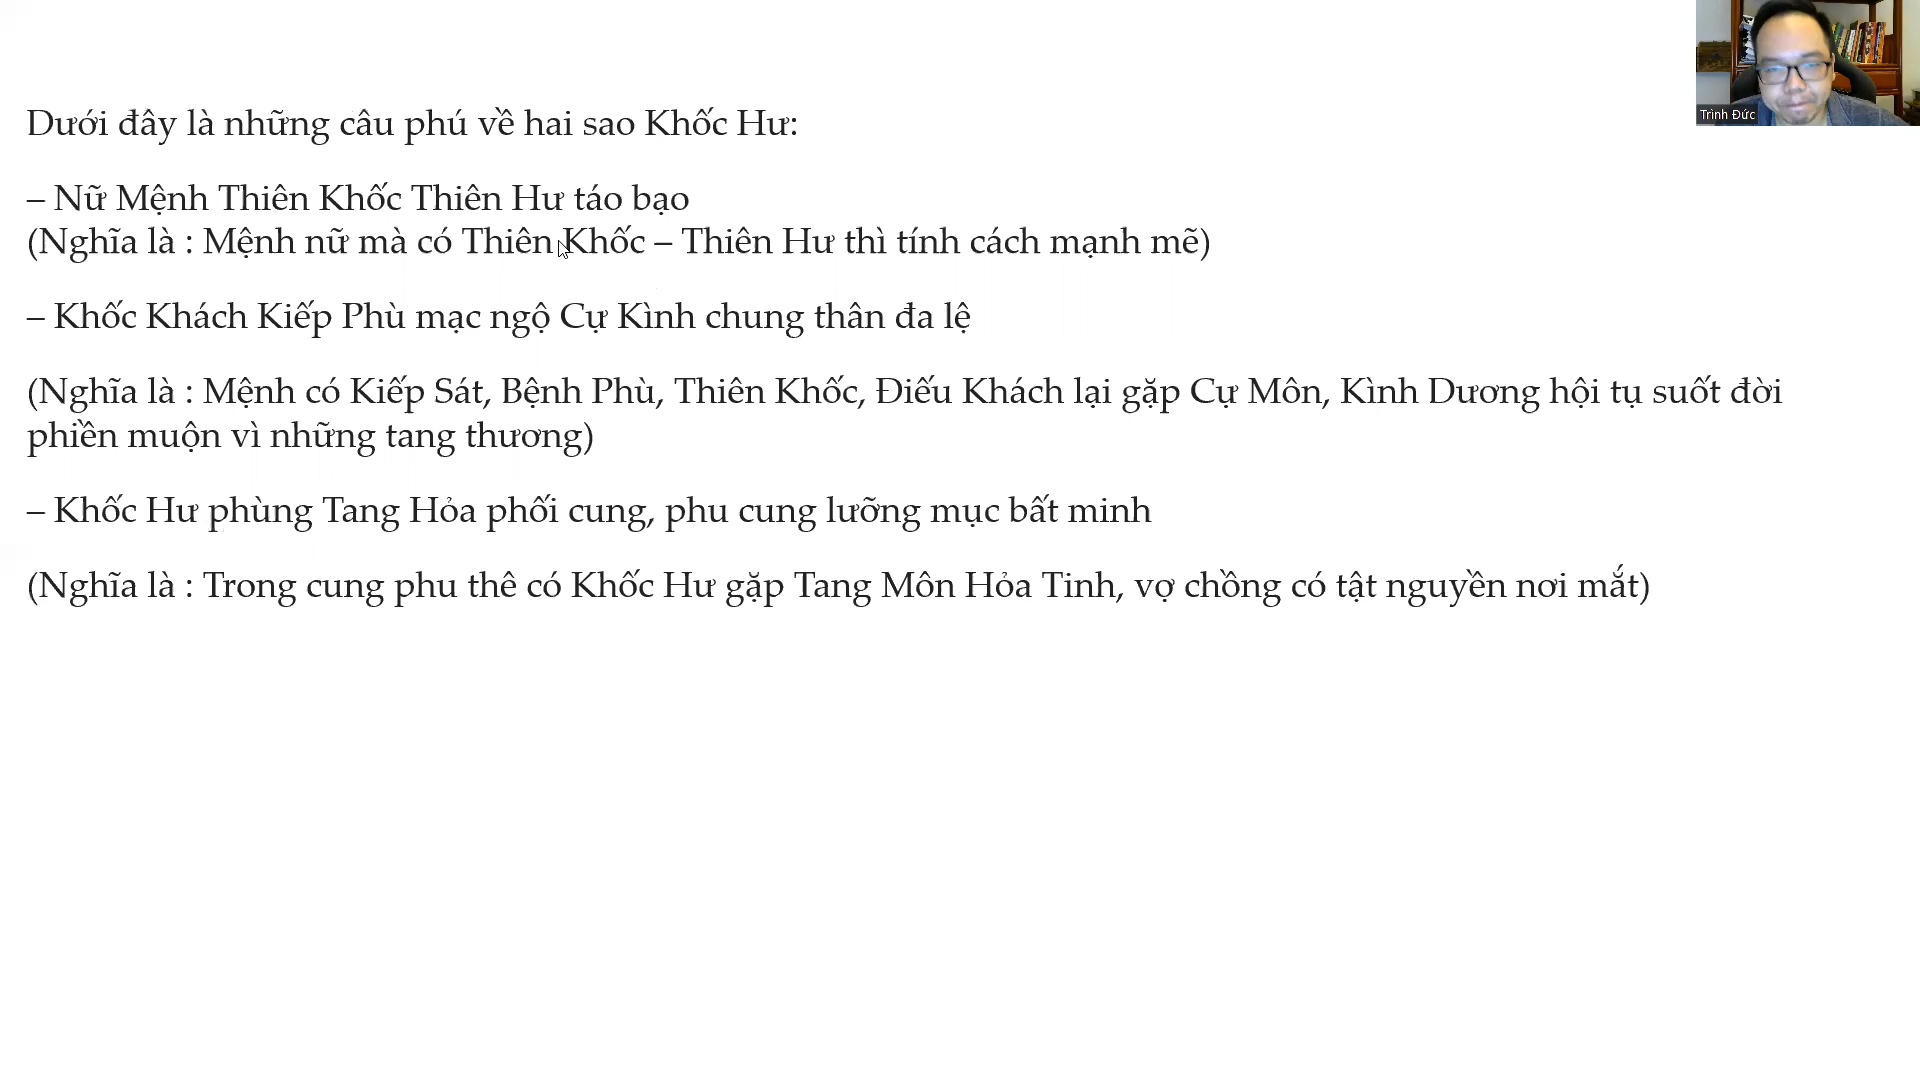 Dưới đây là những câu phú về hai sao Khốc Hư:
– Nữ Mệnh Thiên Khốc Thiên Hư táo bạo
(Nghĩa là : Mệnh nữ mà có Thiên Khốc – Thiên Hư thì tính cách mạnh mẽ)
– Khốc Khách Kiếp Phù mạc ngộ Cự Kình chung thân đa lệ
(Nghĩa là : Mệnh có Kiếp Sát, Bệnh Phù, Thiên Khốc, Điếu Khách lại gặp Cự Môn, Kình Dương hội tụ suốt đời
phiền muộn vì những tang thương)
– Khốc Hư phùng Tang Hỏa phối cung, phu cung lưỡng mục bất minh
(Nghĩa là : Trong cung phu thê có Khốc Hư gặp Tang Môn Hỏa Tinh, vợ chồng có tật nguyền nơi mắt)
Trình Đức